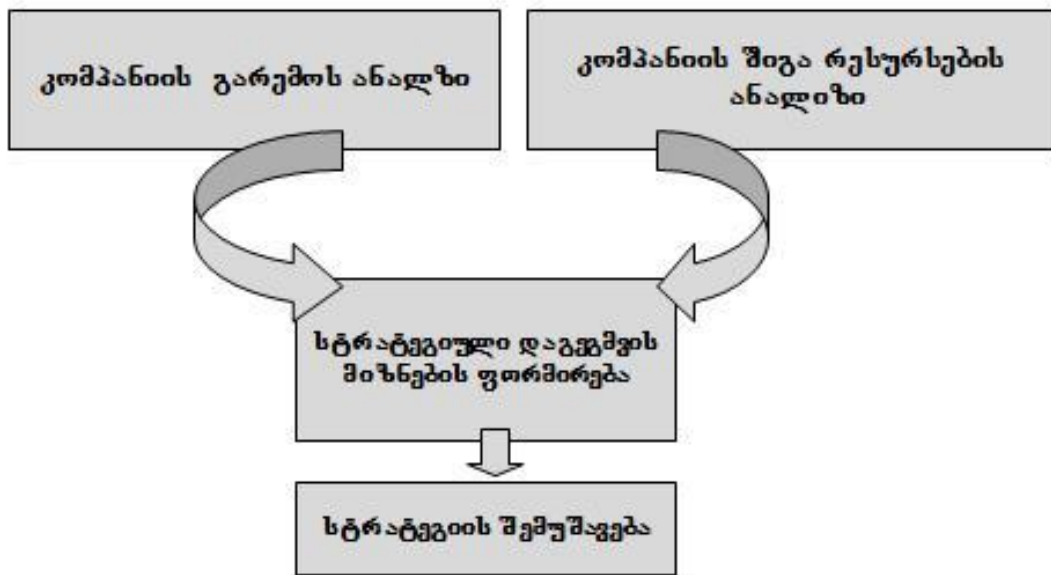 კომპანიის გარემოს ანალზი
კომპანიის შიგა რესურსების
ანალიზი
სტრატეგიული დაგეგმვის
მიზნების ფორმირება
სტრატეგიის შემუშავება